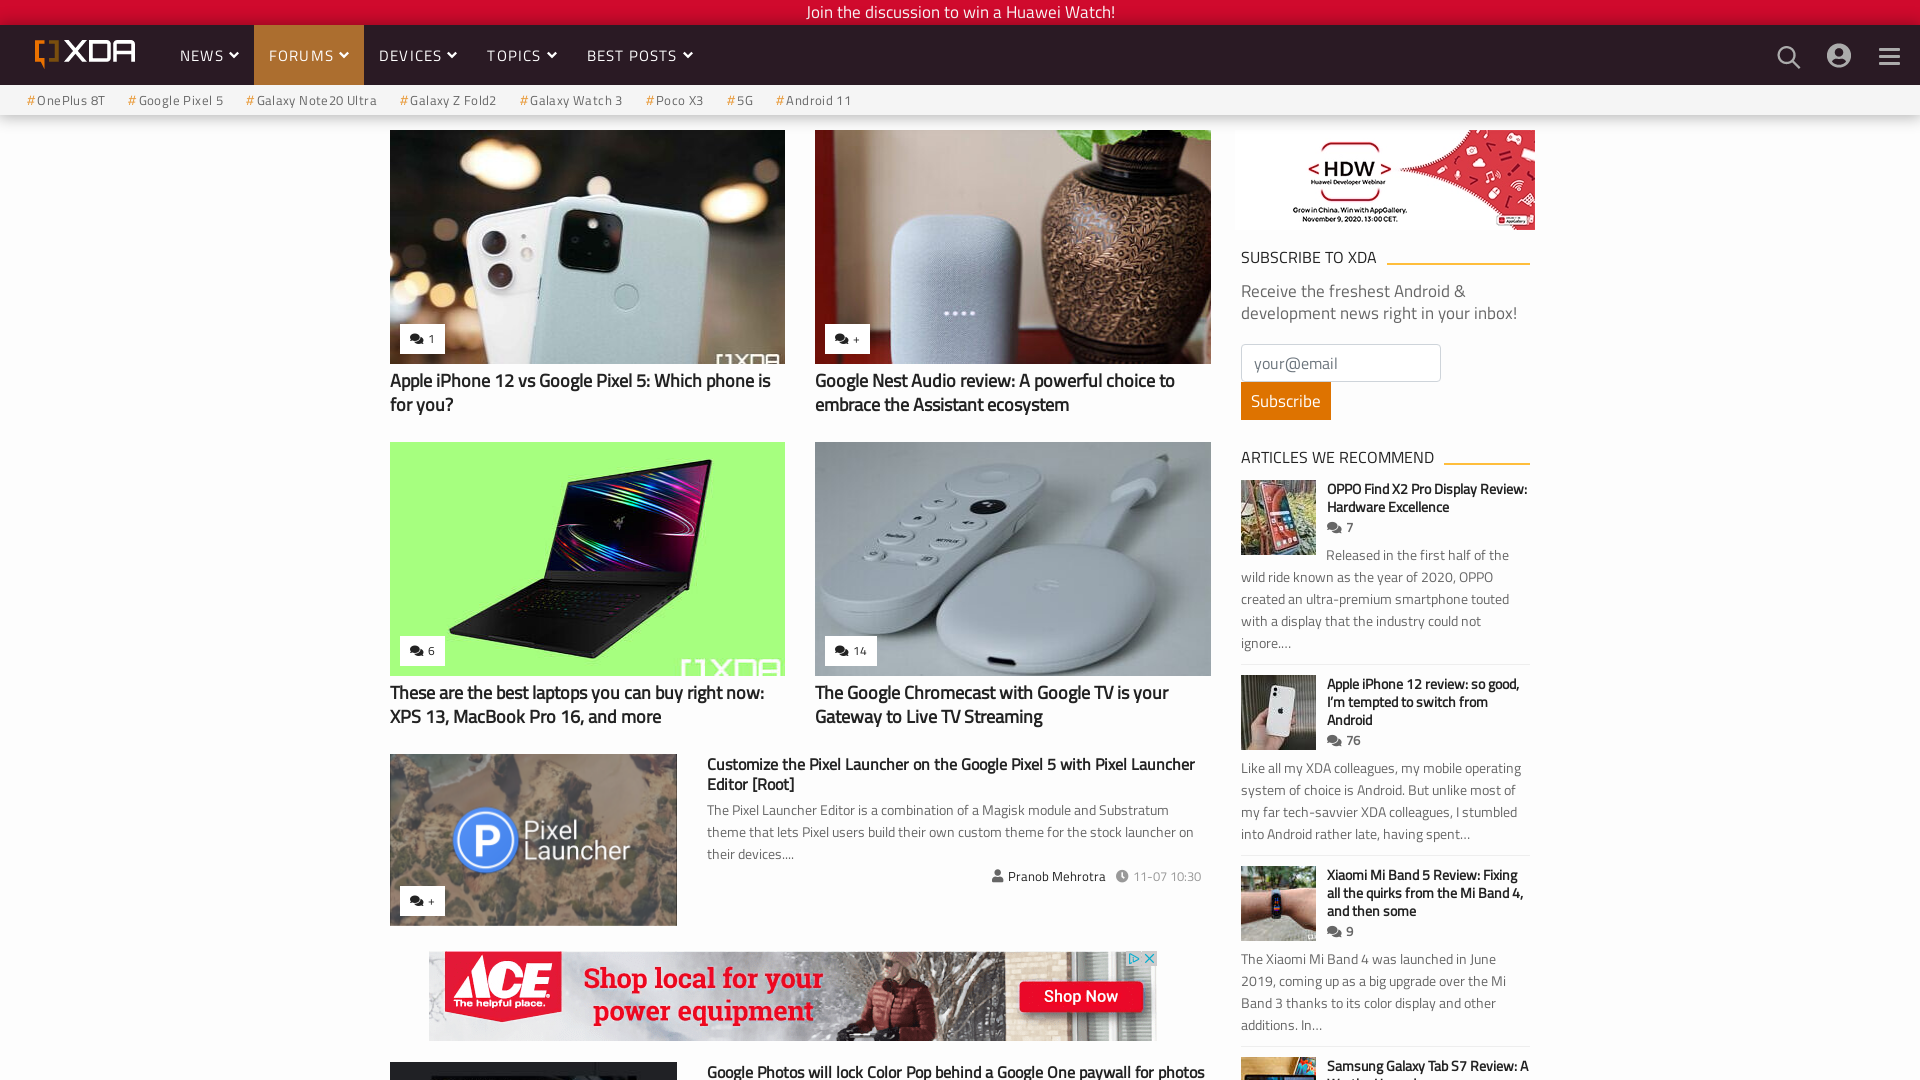 Join the discussion to win a Huawei Watch!
XDA
NEWS
FORUMS
DEVICES
TOPICS
BEST POSTS
#OnePlus 8T
#Google Pixel 5
#Galaxy Note20 Ultra
#Galaxy Z Fold2
#Galaxy Watch 3
#Poco X3
#5G
#Android 11
XDA
1
Apple iPhone 12 vs Google Pixel 5: Which phone is
for you?
+
Google Nest Audio review: A powerful choice to
embrace the Assistant ecosystem
XDA
6
These are the best laptops you can buy right now:
XPS 13, MacBook Pro 16, and more
YouTube
NETFLIX
14
The Google Chromecast with Google TV is your
Gateway to Live TV Streaming
P Pixel
Launcher
+
Customize the Pixel Launcher on the Google Pixel 5 with Pixel Launcher
Editor [Root]
The Pixel Launcher Editor is a combination of a Magisk module and Substratum
theme that lets Pixel users build their own custom theme for the stock launcher on
their devices....
Pranob Mehrotra
11-07 10:30
ACE
The helpful place.
Shop local for your
power equipment
Shop Now
Google Photos will lock Color Pop behind a Google One paywall for photos
<HDW>
Huawei Developer Webinar
Grow in China. Win with AppGallery.
November 9, 2020. 13:00 CET.
SUBSCRIBE TO XDA
Receive the freshest Android &
development news right in your inbox!
your@email
Subscribe
ARTICLES WE RECOMMEND
OPPO Find X2 Pro Display Review:
Hardware Excellence
7
Released in the first half of the
wild ride known as the year of 2020, OPPO
created an ultra-premium smartphone touted
with a display that the industry could not
ignore.…
Apple iPhone 12 review: so good,
I’m tempted to switch from
Android
76
Like all my XDA colleagues, my mobile operating
system of choice is Android. But unlike most of
my far tech-savvier XDA colleagues, I stumbled
into Android rather late, having spent…
Xiaomi Mi Band 5 Review: Fixing
all the quirks from the Mi Band 4,
and then some
9
The Xiaomi Mi Band 4 was launched in June
2019, coming up as a big upgrade over the Mi
Band 3 thanks to its color display and other
additions. In…
Samsung Galaxy Tab S7 Review: A